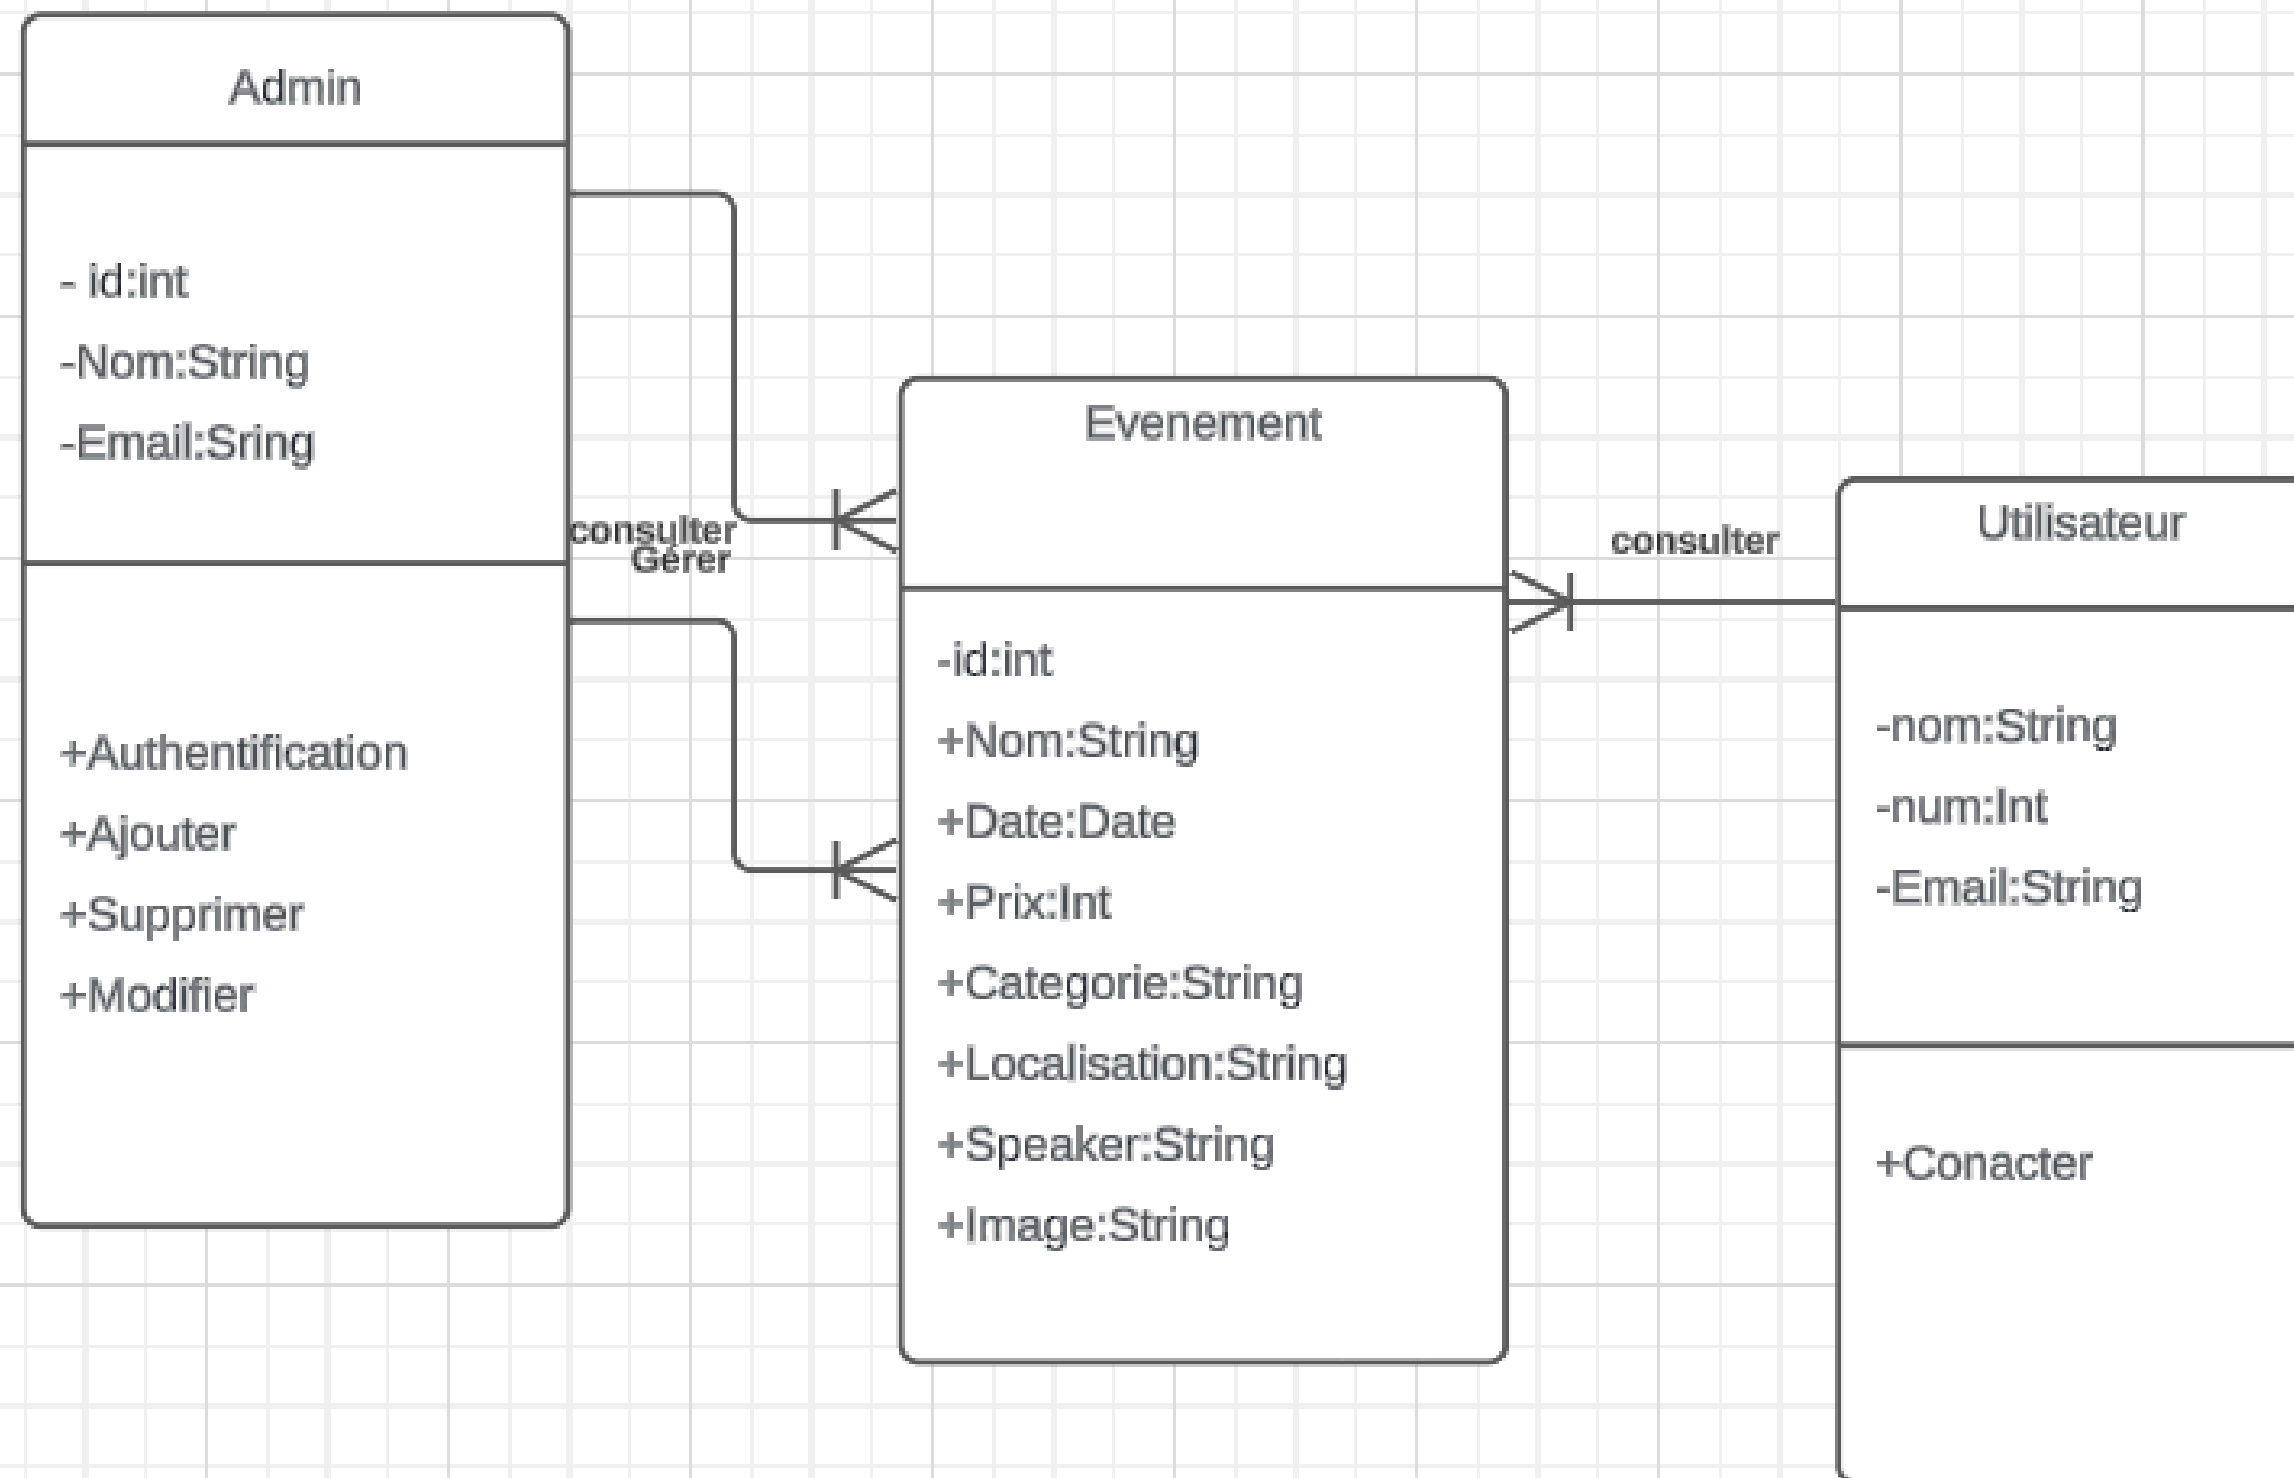 Admin
- id:int
-Nom:String
-Email:Sring
+Authentification
+Ajouter
+Supprimer
+Modifier
consulter
Gérer
Evenement
-id:int
+Nom:String
+Date:Date
+Prix:Int
+Categorie:String
+Localisation:String
+Speaker:String
+Image:String
consulter
Utilisateur
-nom:String
-num:Int
-Email:String
+Conacter